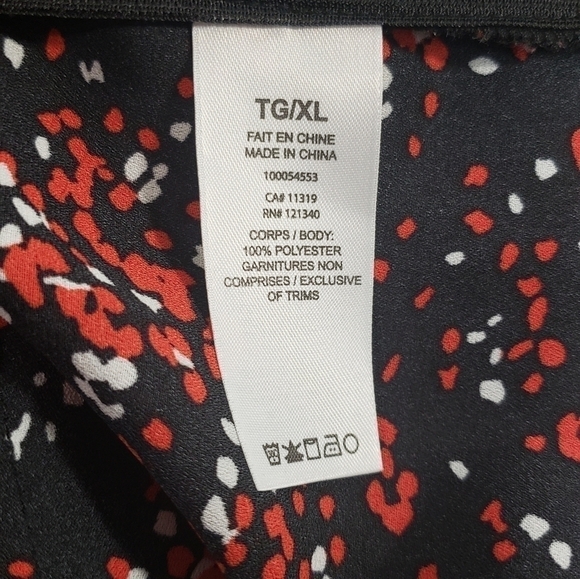 TG/XL
FAIT EN CHINE
MADE IN CHINA
100054553
CA# 11319
RN# 121340
CORPS / BODY:
100% POLYESTER
GARNITURES NON
COMPRISES / EXCLUSIVE
OF TRIMS